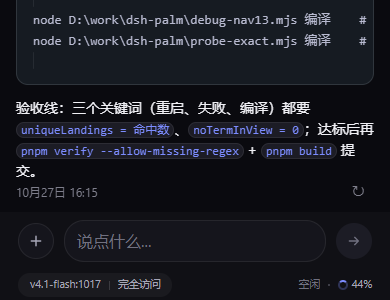 node D:\work\dsh-palm\debug-nav13.mjs 编译    #
node D:\work\dsh-palm\probe-exact.mjs 编译    #
验收线：三个关键词（重启、失败、编译）都要
uniqueLandings = 命中数、noTermInView = 0；达标后再
pnpm verify --allow-missing-regex + pnpm build 提
交。
10月27日 16:15
说点什么...
v4.1-flash:1017 | 完全访问
空闲 · 44%